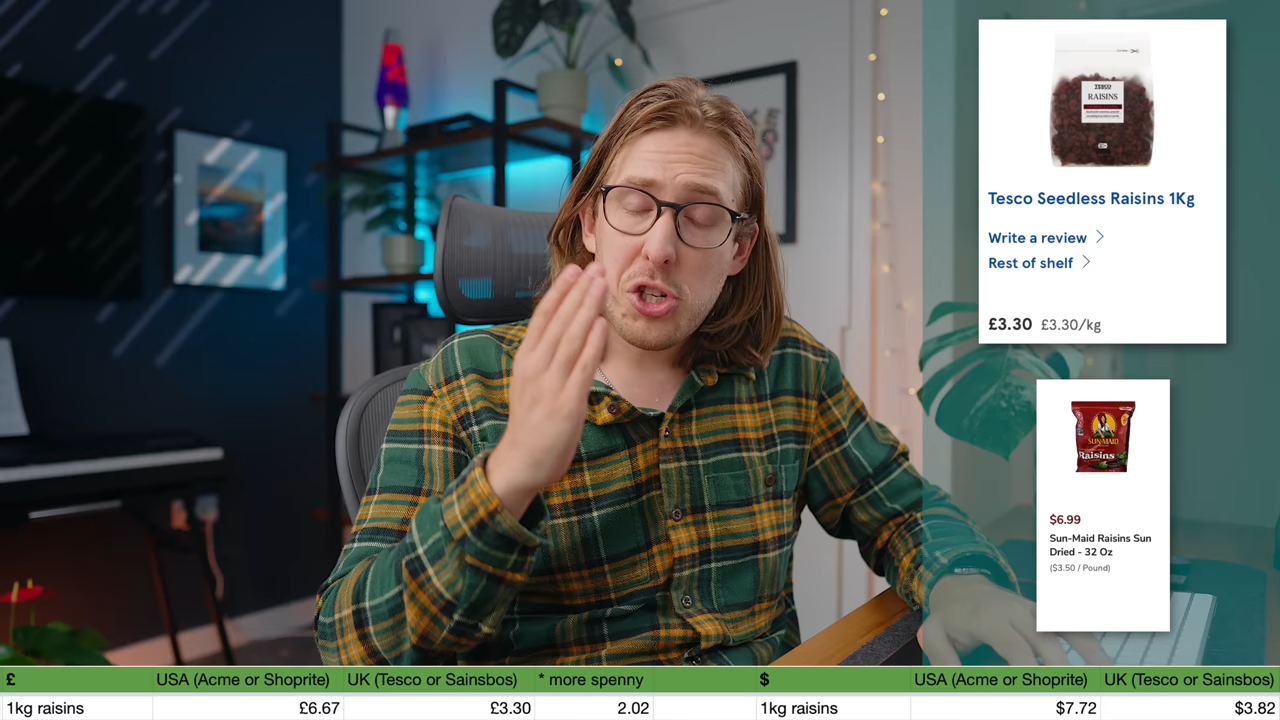 TESCO
RAISINS
Tesco Seedless Raisins 1Kg
Write a review
Rest of shelf
£3.30 £3.30/kg
SUN-MAID
Raisins
$6.99
Sun-Maid Raisins Sun
Dried - 32 Oz
($3.50 / Pound)
£ USA (Acme or Shoprite) UK (Tesco or Sainsbos) * more spenny $ USA (Acme or Shoprite) UK (Tesco or Sainsbos)
1kg raisins £6.67 £3.30 2.02 1kg raisins $7.72 $3.82